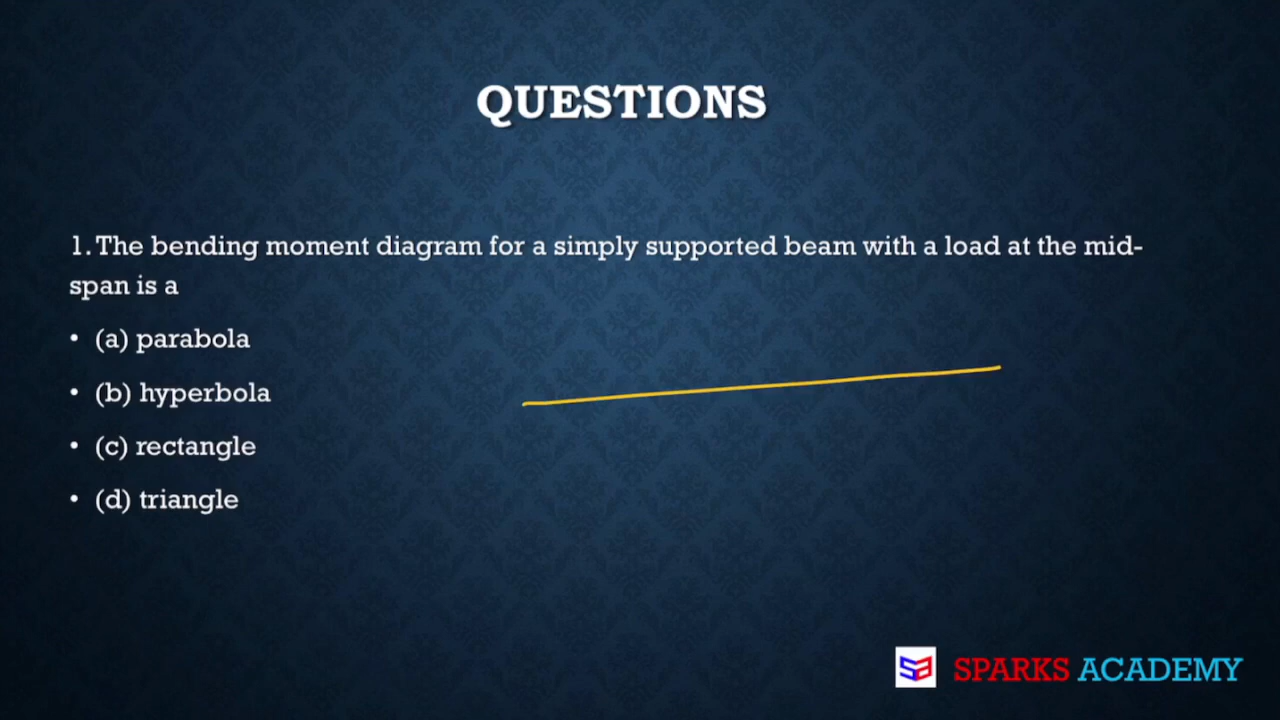 QUESTIONS
1. The bending moment diagram for a simply supported beam with a load at the mid-
span is a
• (a) parabola
• (b) hyperbola
• (c) rectangle
• (d) triangle
SPARKS ACADEMY